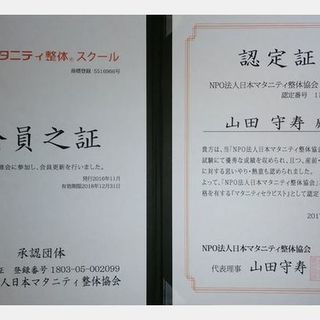 タニティ整体®スクール
商標登録 5516966号
会員之証
修会に参加し、会員更新を行いました。
発行2016年11月
有効期限2018年12月31日
承認団体
証 登録番号1803-05-002099
人日本マタニティ整体協会
認定証
NPO法人日本マタニティ整体協会
認定番号 11
山田 守寿
貴方は、当「NPO法人日本マタニティ整体協会
試験にて優秀な成績を収められ、且つ、産前・
に対する思いやり・熱意も認められました。
よって、「NPO法人日本マタニティ整体協会」
格を有する「マタニティセラピスト」として認定
201
NPO法人日本マタニティ整体協会
代表理事 山田守寿